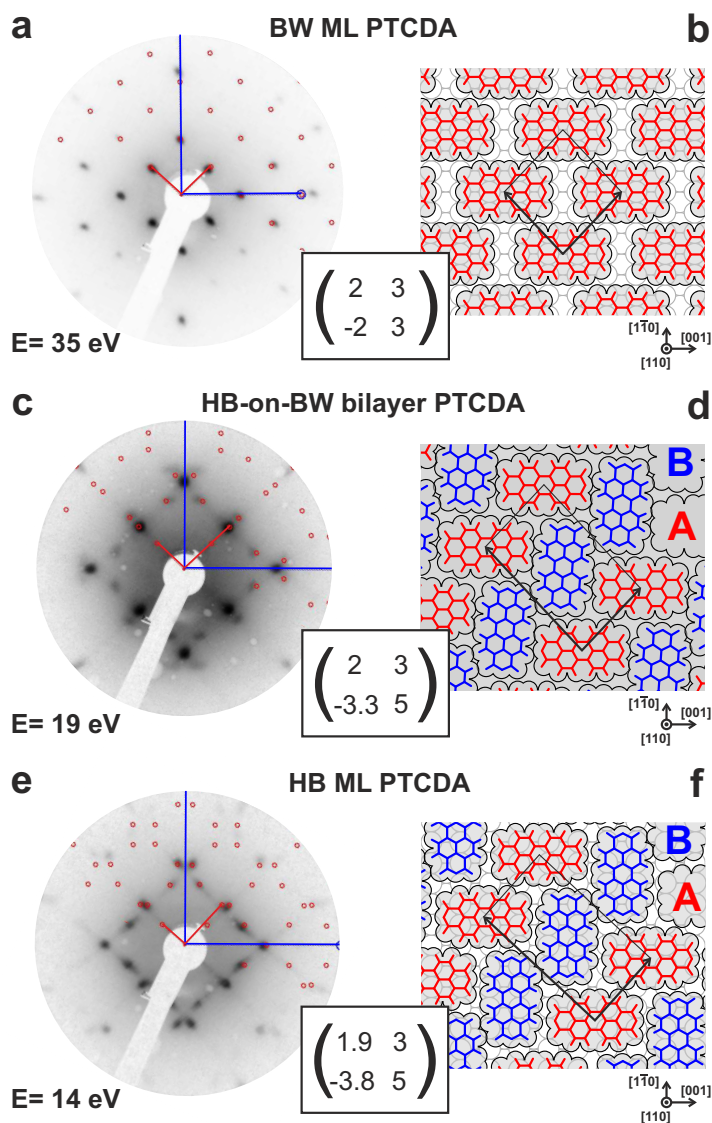 a
BW ML PTCDA
b
E= 35 eV
2 3
-2 3
[11̄0]
[001]
[110]
c
HB-on-BW bilayer PTCDA
d
B
A
E= 19 eV
2 3
-3.3 5
[11̄0]
[001]
[110]
e
HB ML PTCDA
f
B
A
E= 14 eV
1.9 3
-3.8 5
[11̄0]
[001]
[110]